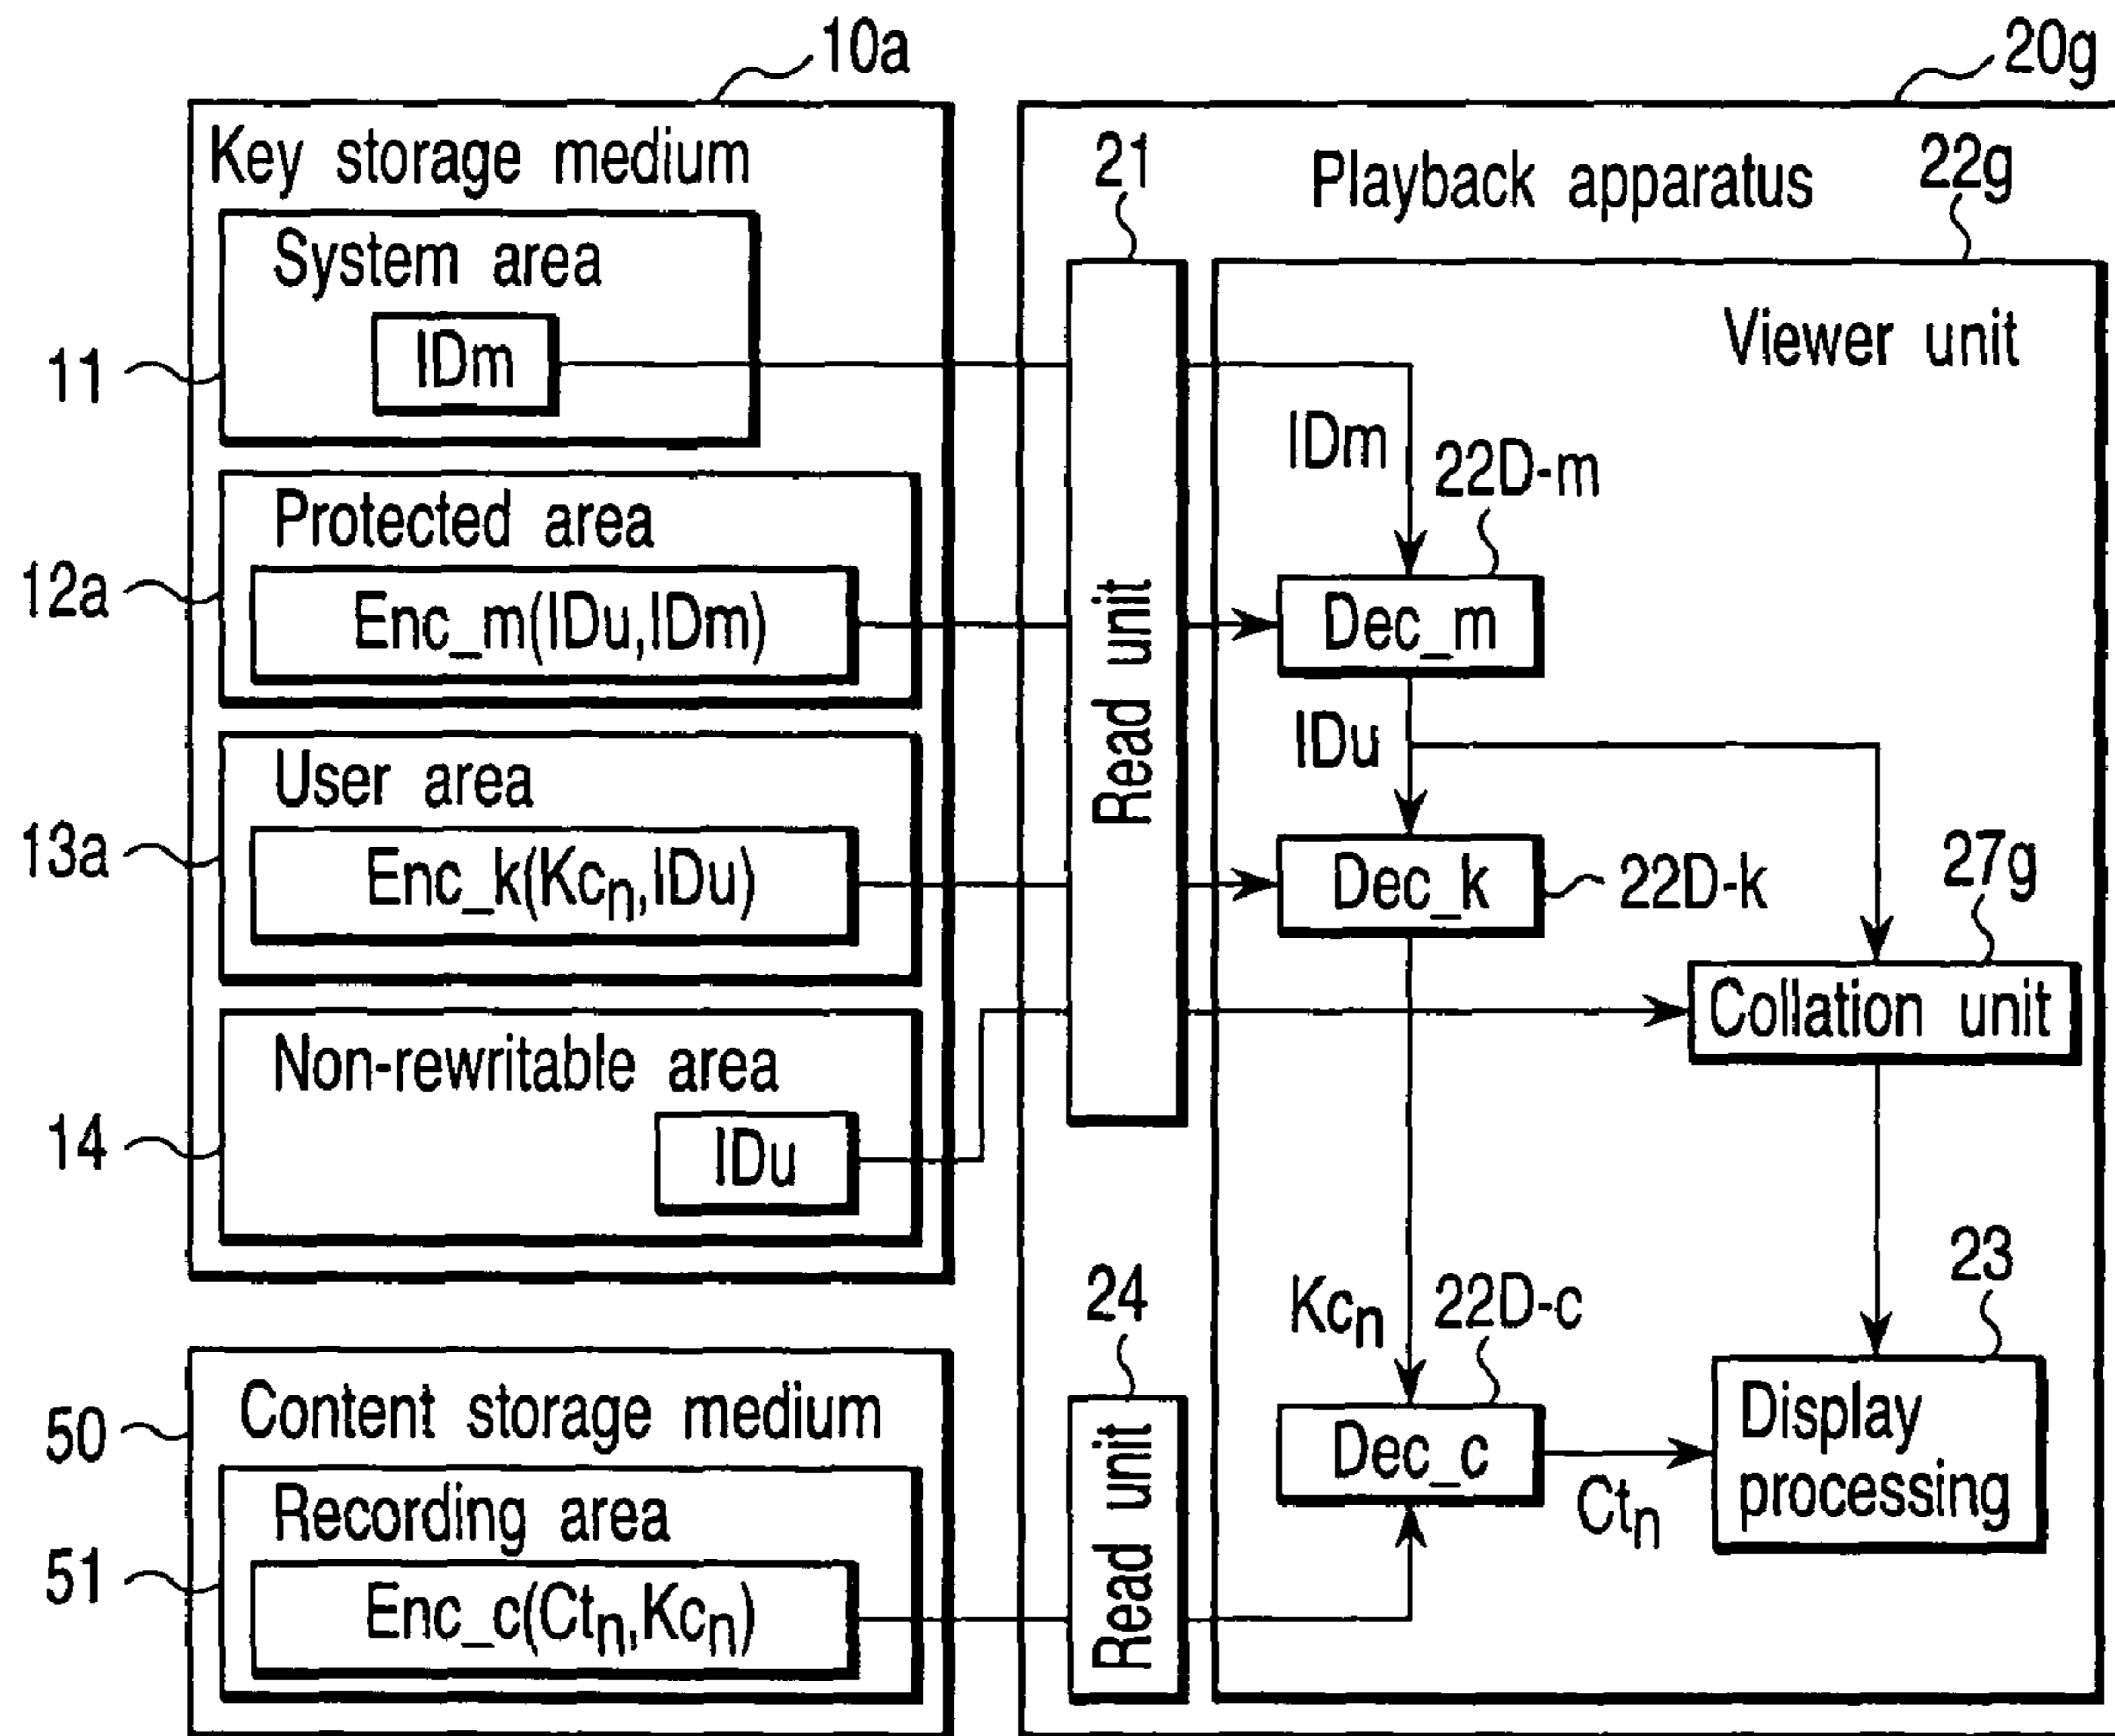 10a
20g
Key storage medium
21
Playback apparatus
22g
System area
IDm
11
Viewer unit
IDm
22D-m
Protected area
12a
Enc_m(IDu,IDm)
Read unit
Dec_m
IDu
User area
13a
Enc_k(Kcn,IDu)
Dec_k
22D-k
27g
Collation unit
Non-rewritable area
14
IDu
24
Kcn
22D-c
23
Content storage medium
50
Read unit
Dec_c
Ctn
Display
processing
Recording area
51
Enc_c(Ctn,Kcn)